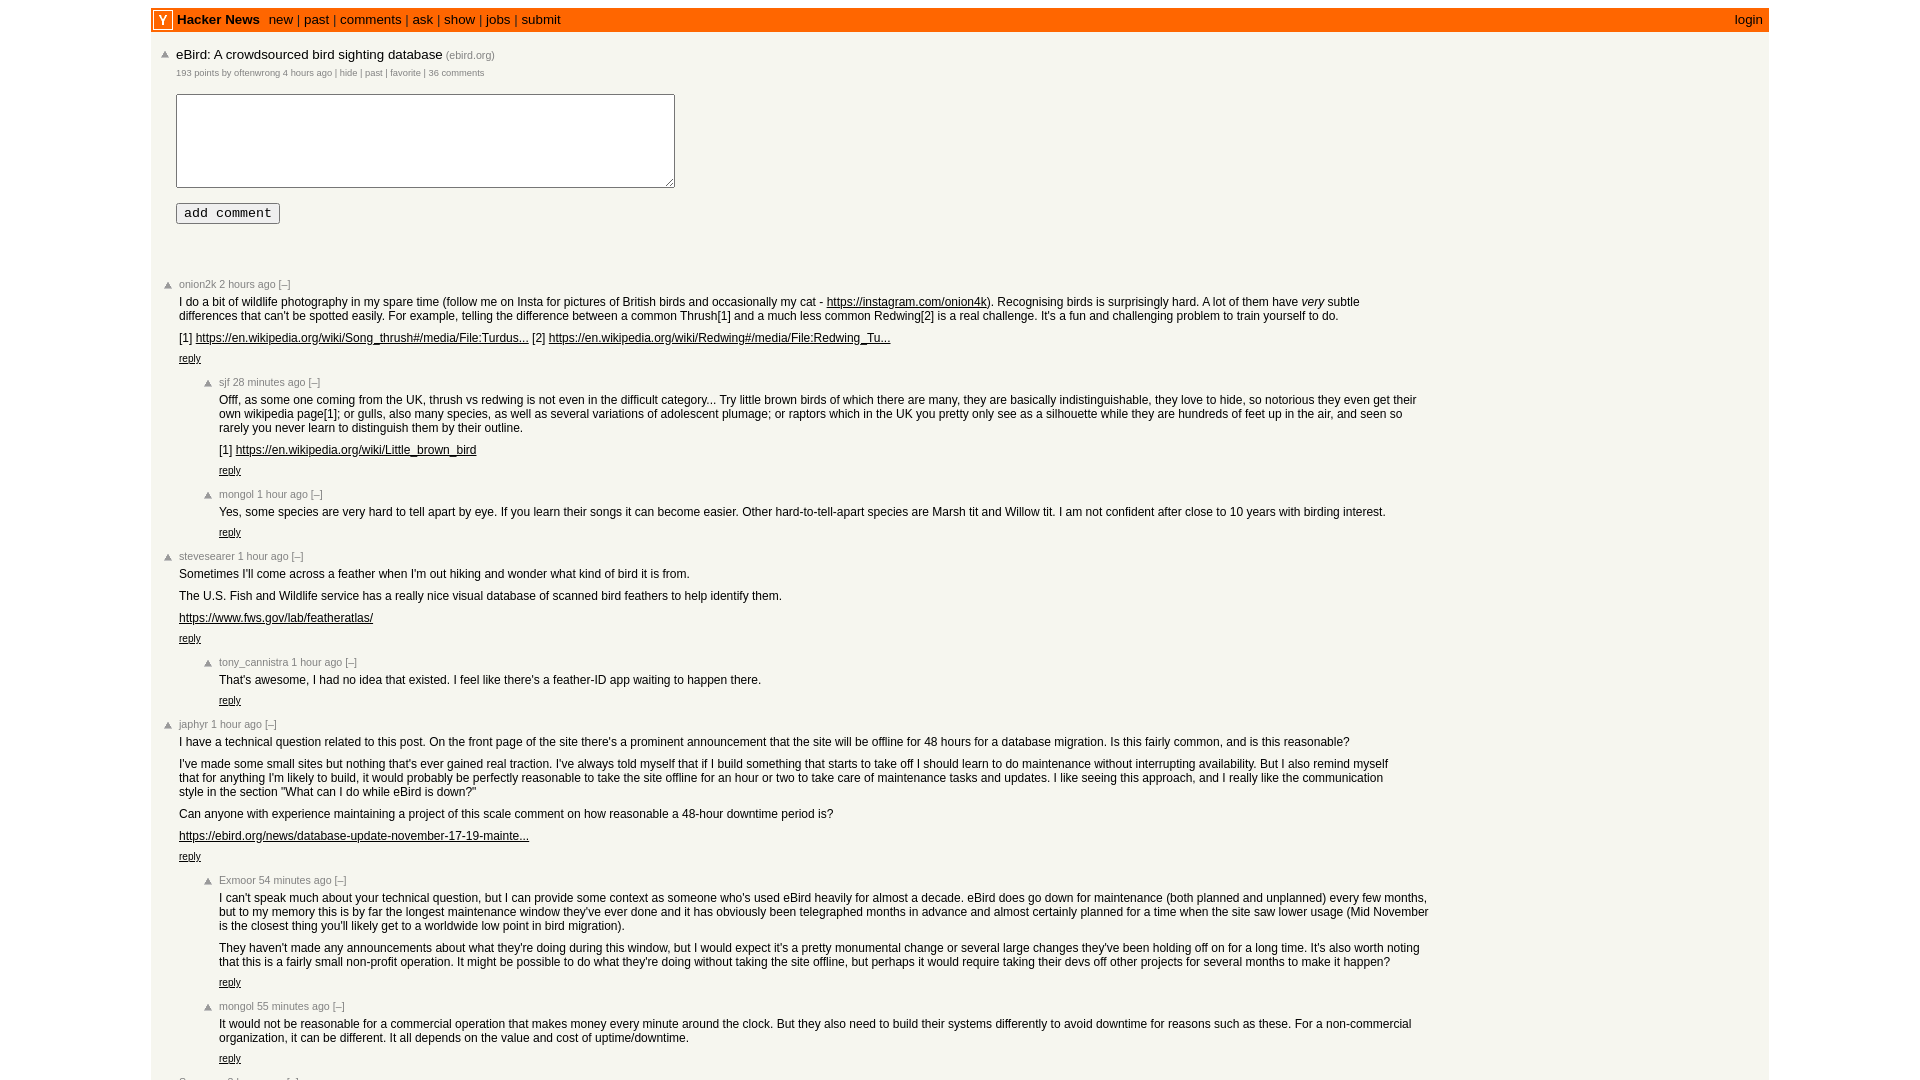 Y Hacker News new | past | comments | ask | show | jobs | submit login
eBird: A crowdsourced bird sighting database (ebird.org)
193 points by oftenwrong 4 hours ago | hide | past | favorite | 36 comments
add comment
onion2k 2 hours ago [–]
I do a bit of wildlife photography in my spare time (follow me on Insta for pictures of British birds and occasionally my cat - https://instagram.com/onion4k). Recognising birds is surprisingly hard. A lot of them have very subtle
differences that can't be spotted easily. For example, telling the difference between a common Thrush[1] and a much less common Redwing[2] is a real challenge. It's a fun and challenging problem to train yourself to do.
[1] https://en.wikipedia.org/wiki/Song_thrush#/media/File:Turdus... [2] https://en.wikipedia.org/wiki/Redwing#/media/File:Redwing_Tu...
reply
sjf 28 minutes ago [–]
Offf, as some one coming from the UK, thrush vs redwing is not even in the difficult category... Try little brown birds of which there are many, they are basically indistinguishable, they love to hide, so notorious they even get their
own wikipedia page[1]; or gulls, also many species, as well as several variations of adolescent plumage; or raptors which in the UK you pretty only see as a silhouette while they are hundreds of feet up in the air, and seen so
rarely you never learn to distinguish them by their outline.
[1] https://en.wikipedia.org/wiki/Little_brown_bird
reply
mongol 1 hour ago [–]
Yes, some species are very hard to tell apart by eye. If you learn their songs it can become easier. Other hard-to-tell-apart species are Marsh tit and Willow tit. I am not confident after close to 10 years with birding interest.
reply
stevesearer 1 hour ago [–]
Sometimes I'll come across a feather when I'm out hiking and wonder what kind of bird it is from.
The U.S. Fish and Wildlife service has a really nice visual database of scanned bird feathers to help identify them.
https://www.fws.gov/lab/featheratlas/
reply
tony_cannistra 1 hour ago [–]
That's awesome, I had no idea that existed. I feel like there's a feather-ID app waiting to happen there.
reply
japhyr 1 hour ago [–]
I have a technical question related to this post. On the front page of the site there's a prominent announcement that the site will be offline for 48 hours for a database migration. Is this fairly common, and is this reasonable?
I've made some small sites but nothing that's ever gained real traction. I've always told myself that if I build something that starts to take off I should learn to do maintenance without interrupting availability. But I also remind myself
that for anything I'm likely to build, it would probably be perfectly reasonable to take the site offline for an hour or two to take care of maintenance tasks and updates. I like seeing this approach, and I really like the communication
style in the section "What can I do while eBird is down?"
Can anyone with experience maintaining a project of this scale comment on how reasonable a 48-hour downtime period is?
https://ebird.org/news/database-update-november-17-19-mainte...
reply
Exmoor 54 minutes ago [–]
I can't speak much about your technical question, but I can provide some context as someone who's used eBird heavily for almost a decade. eBird does go down for maintenance (both planned and unplanned) every few months,
but to my memory this is by far the longest maintenance window they've ever done and it has obviously been telegraphed months in advance and almost certainly planned for a time when the site saw lower usage (Mid November
is the closest thing you'll likely get to a worldwide low point in bird migration).
They haven't made any announcements about what they're doing during this window, but I would expect it's a pretty monumental change or several large changes they've been holding off on for a long time. It's also worth noting
that this is a fairly small non-profit operation. It might be possible to do what they're doing without taking the site offline, but perhaps it would require taking their devs off other projects for several months to make it happen?
reply
mongol 55 minutes ago [–]
It would not be reasonable for a commercial operation that makes money every minute around the clock. But they also need to build their systems differently to avoid downtime for reasons such as these. For a non-commercial
organization, it can be different. It all depends on the value and cost of uptime/downtime.
reply